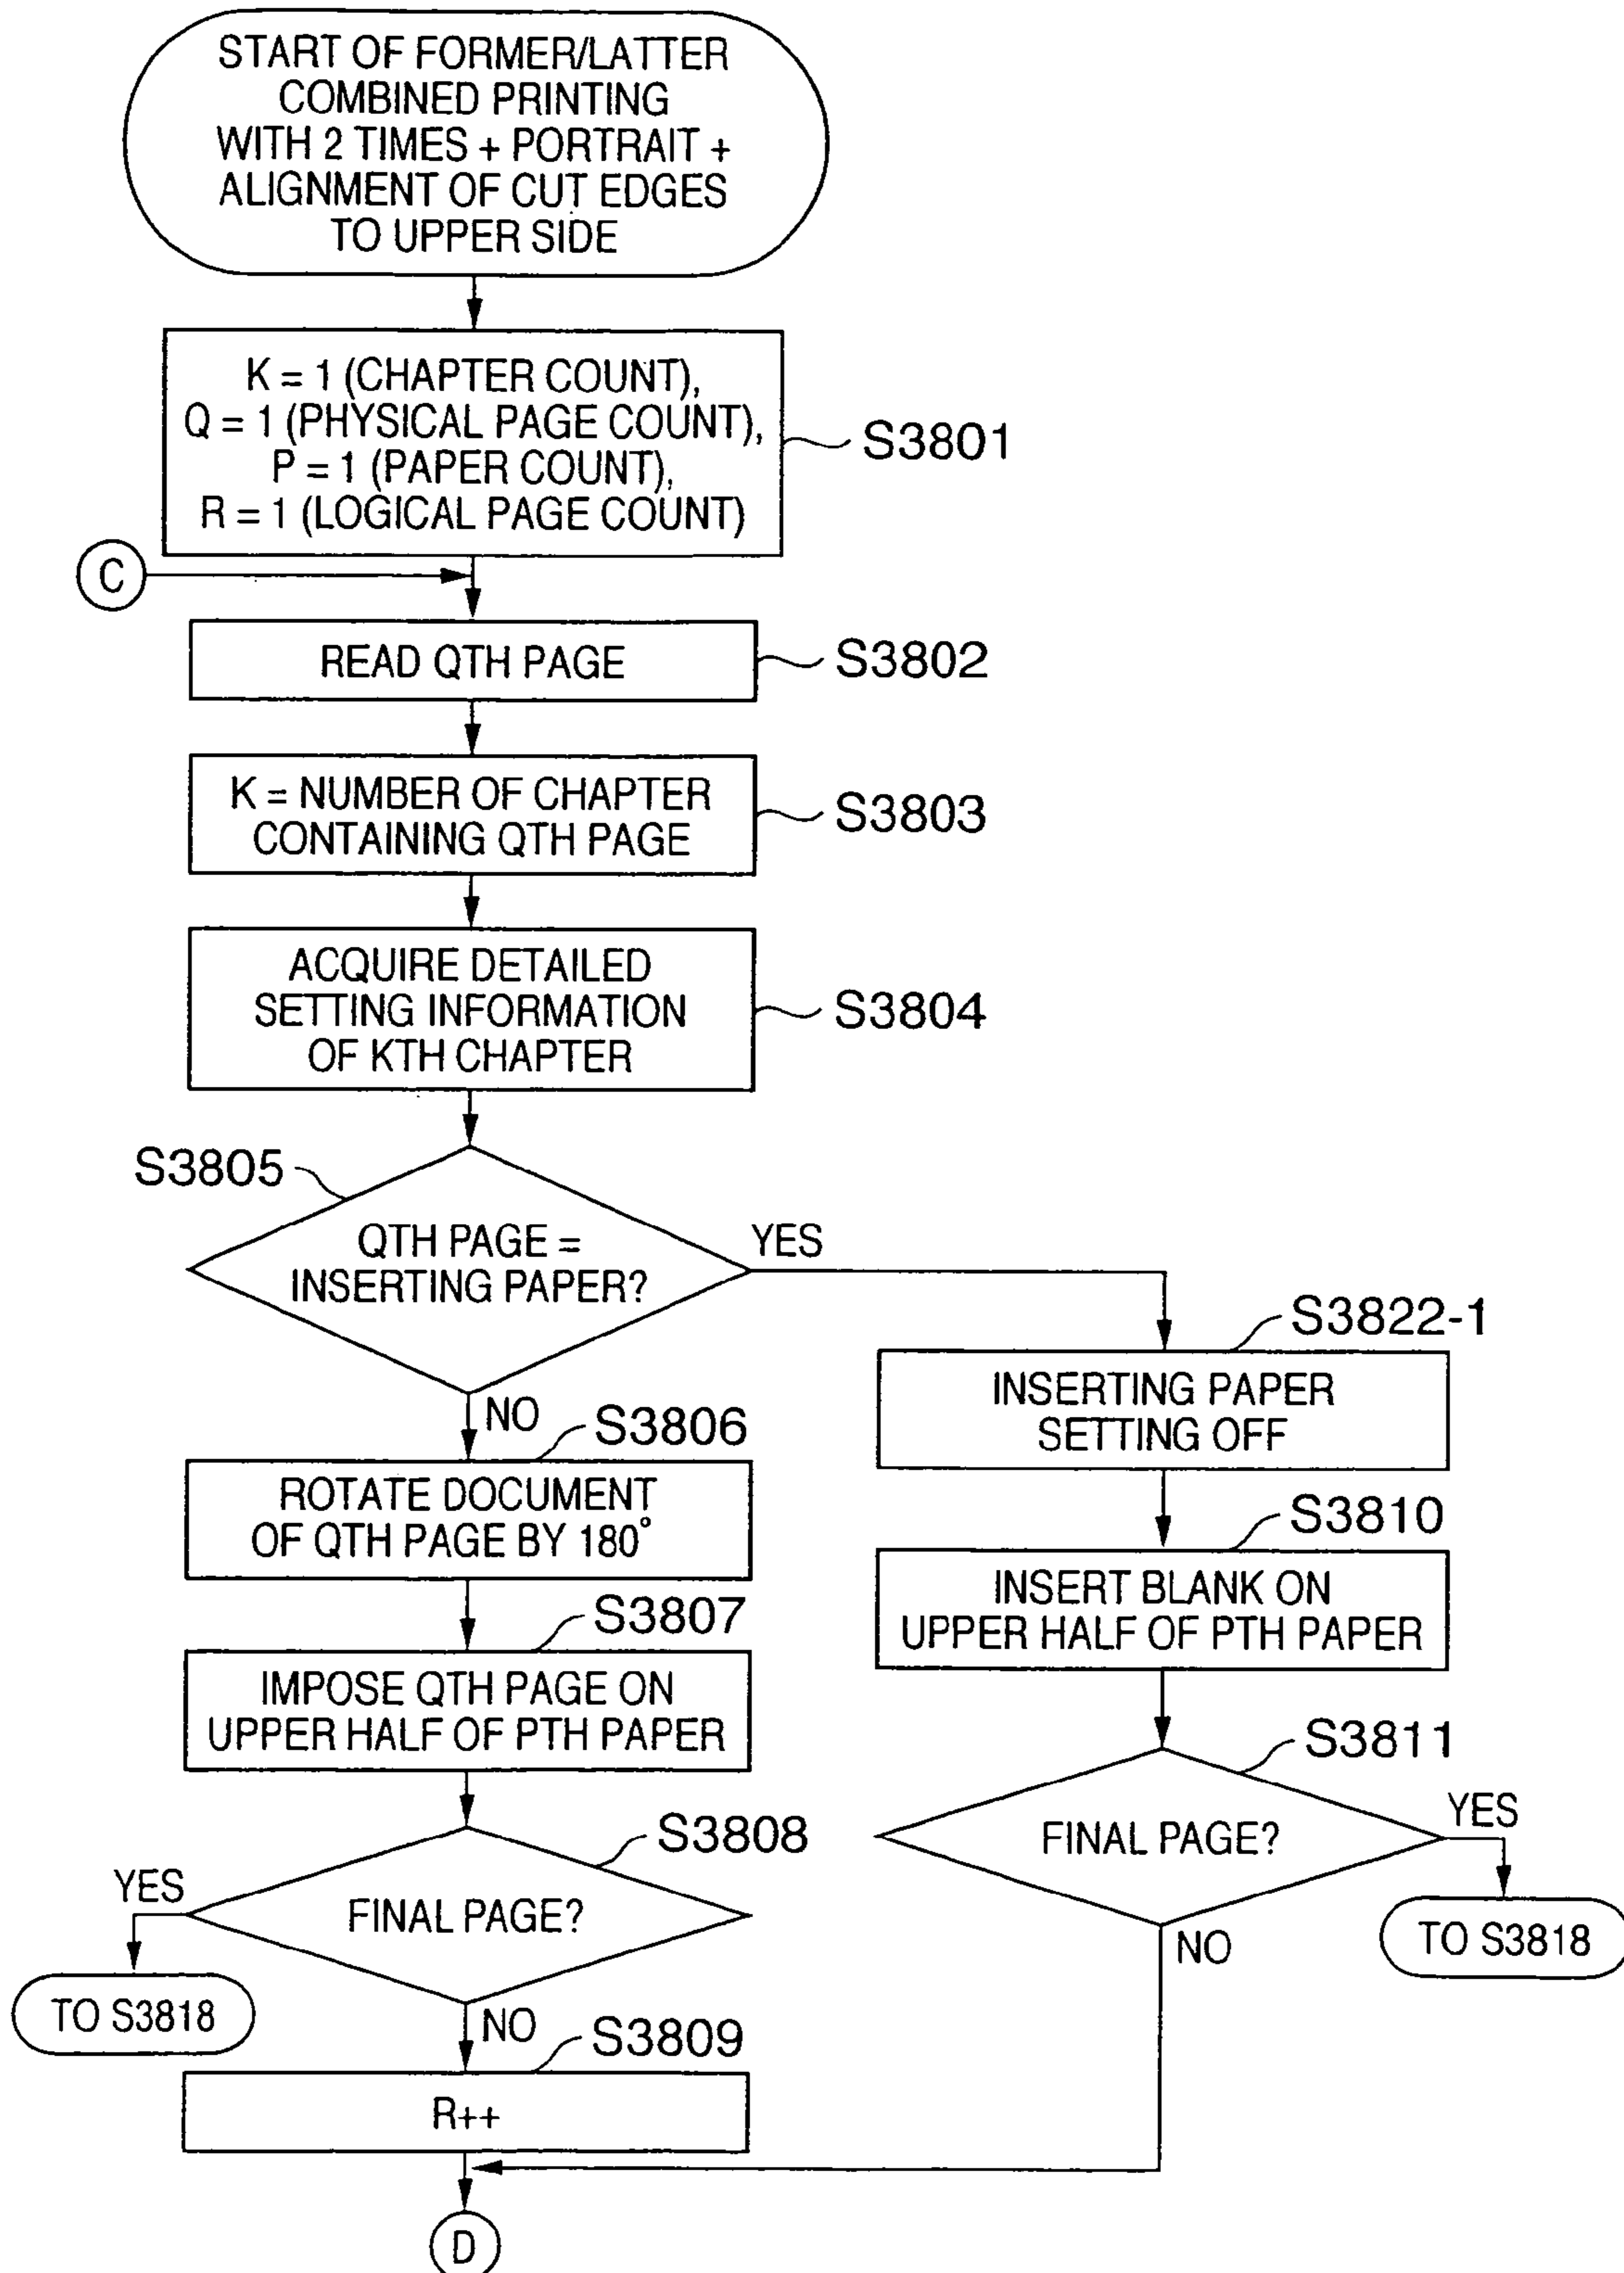 START OF FORMER/LATTER
COMBINED PRINTING
WITH 2 TIMES + PORTRAIT +
ALIGNMENT OF CUT EDGES
TO UPPER SIDE
K = 1 (CHAPTER COUNT),
Q = 1 (PHYSICAL PAGE COUNT),
P = 1 (PAPER COUNT),
R = 1 (LOGICAL PAGE COUNT)
S3801
C
READ QTH PAGE
S3802
K = NUMBER OF CHAPTER
CONTAINING QTH PAGE
S3803
ACQUIRE DETAILED
SETTING INFORMATION
OF KTH CHAPTER
S3804
S3805
QTH PAGE =
INSERTING PAPER?
YES
NO
S3806
ROTATE DOCUMENT
OF QTH PAGE BY 180°
S3807
IMPOSE QTH PAGE ON
UPPER HALF OF PTH PAPER
S3808
FINAL PAGE?
YES
TO S3818
NO
S3809
R++
S3822-1
INSERTING PAPER
SETTING OFF
S3810
INSERT BLANK ON
UPPER HALF OF PTH PAPER
S3811
FINAL PAGE?
YES
TO S3818
NO
D